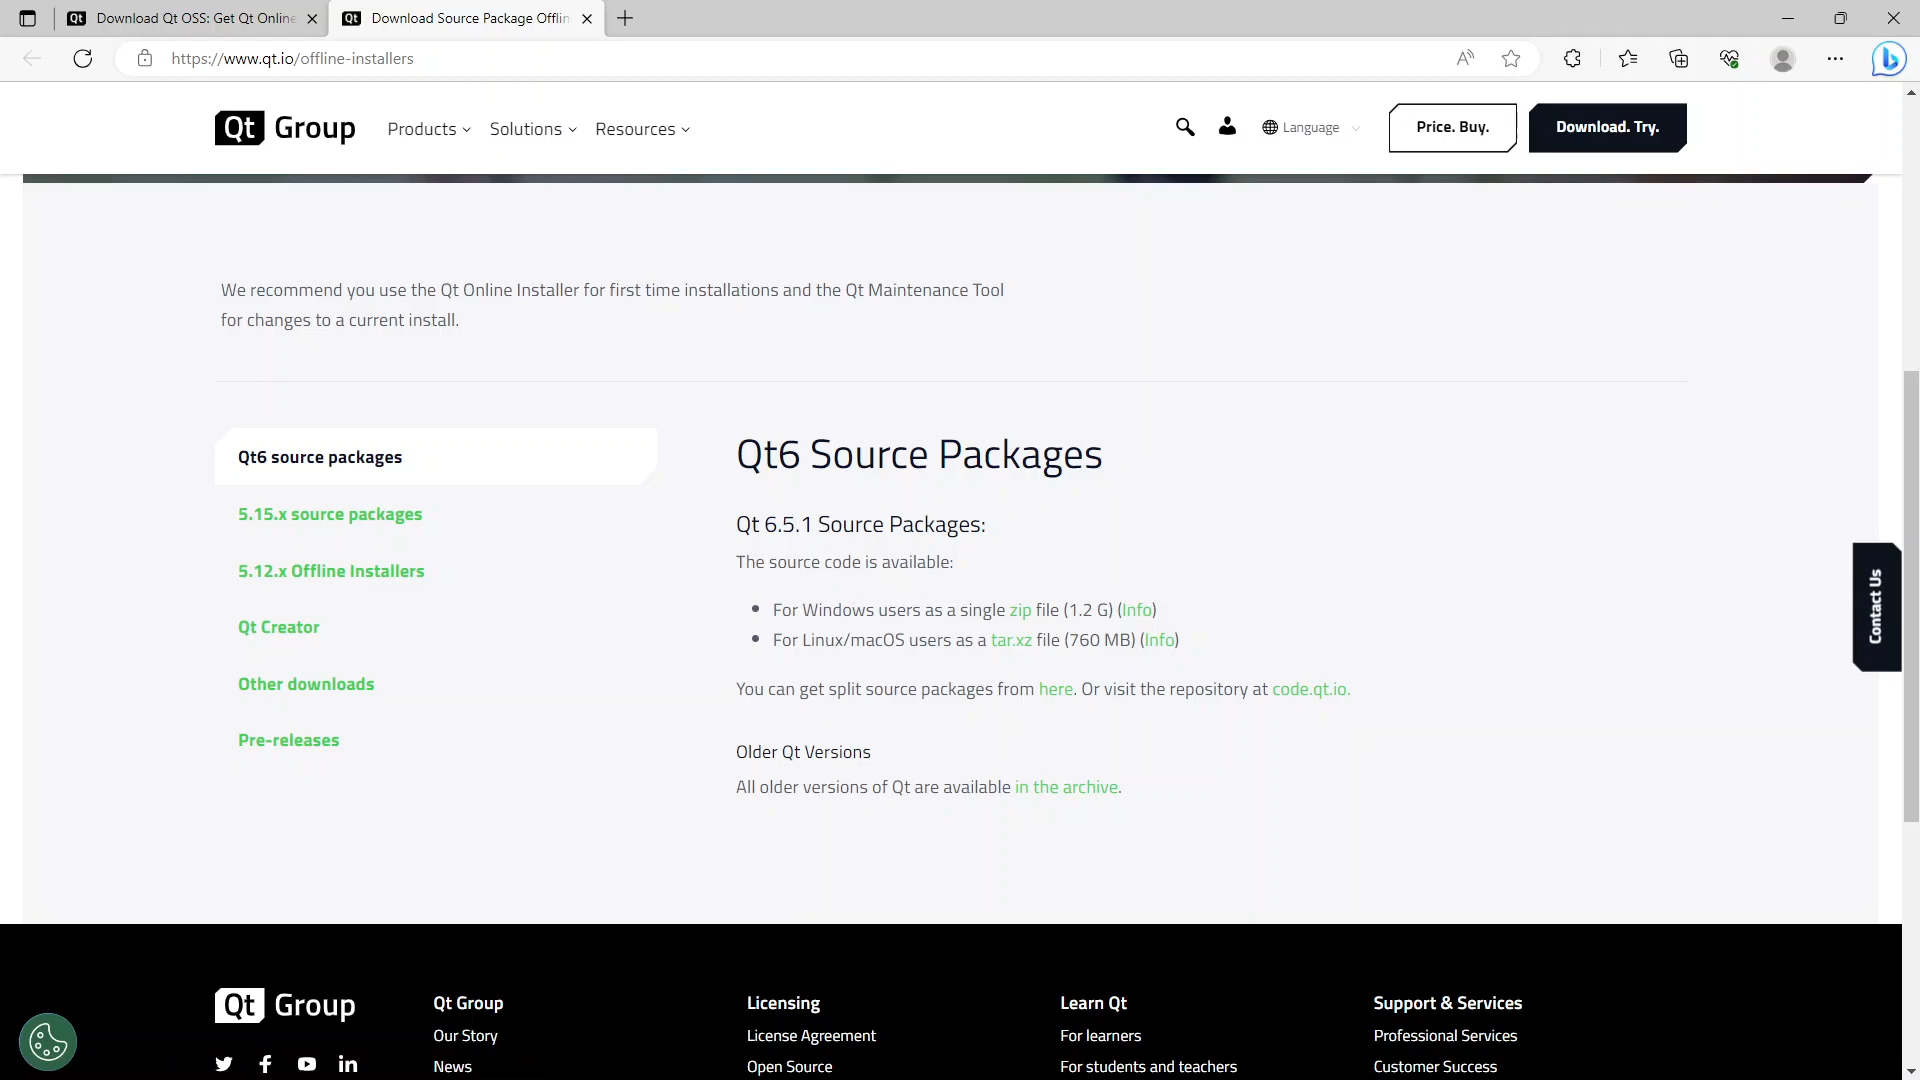 Download Qt OSS: Get Qt Online
Download Source Package Offlin
https://www.qt.io/offline-installers
Qt Group
Products
Solutions
Resources
Language
Price. Buy.
Download. Try.
We recommend you use the Qt Online Installer for first time installations and the Qt Maintenance Tool
for changes to a current install.
Qt6 source packages
5.15.x source packages
5.12.x Offline Installers
Qt Creator
Other downloads
Pre-releases
Qt6 Source Packages
Qt 6.5.1 Source Packages:
The source code is available:
• For Windows users as a single zip file (1.2 G) (Info)
• For Linux/macOS users as a tar.xz file (760 MB) (Info)
You can get split source packages from here. Or visit the repository at code.qt.io.
Older Qt Versions
All older versions of Qt are available in the archive.
Contact Us
Qt Group
Qt Group
Our Story
News
Licensing
License Agreement
Open Source
Learn Qt
For learners
For students and teachers
Support & Services
Professional Services
Customer Success